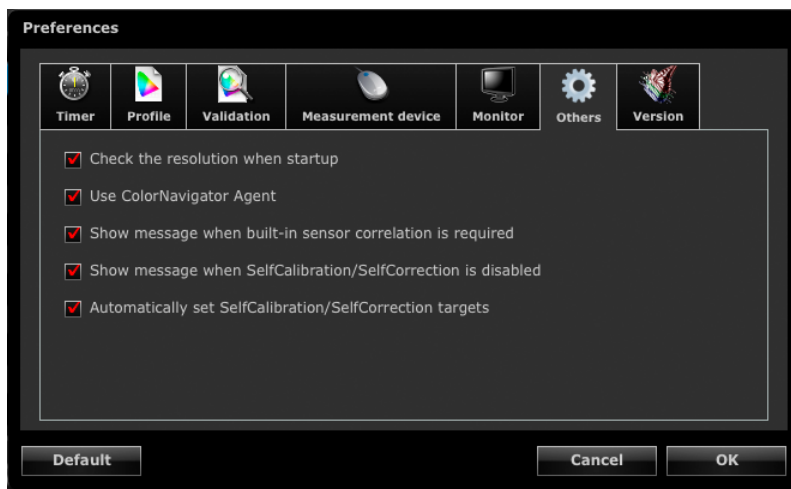 Preferences
Timer
Profile
Validation
Measurement device
Monitor
Others
Version
Check the resolution when startup
Use ColorNavigator Agent
Show message when built-in sensor correlation is required
Show message when SelfCalibration/SelfCorrection is disabled
Automatically set SelfCalibration/SelfCorrection targets
Default
Cancel
OK